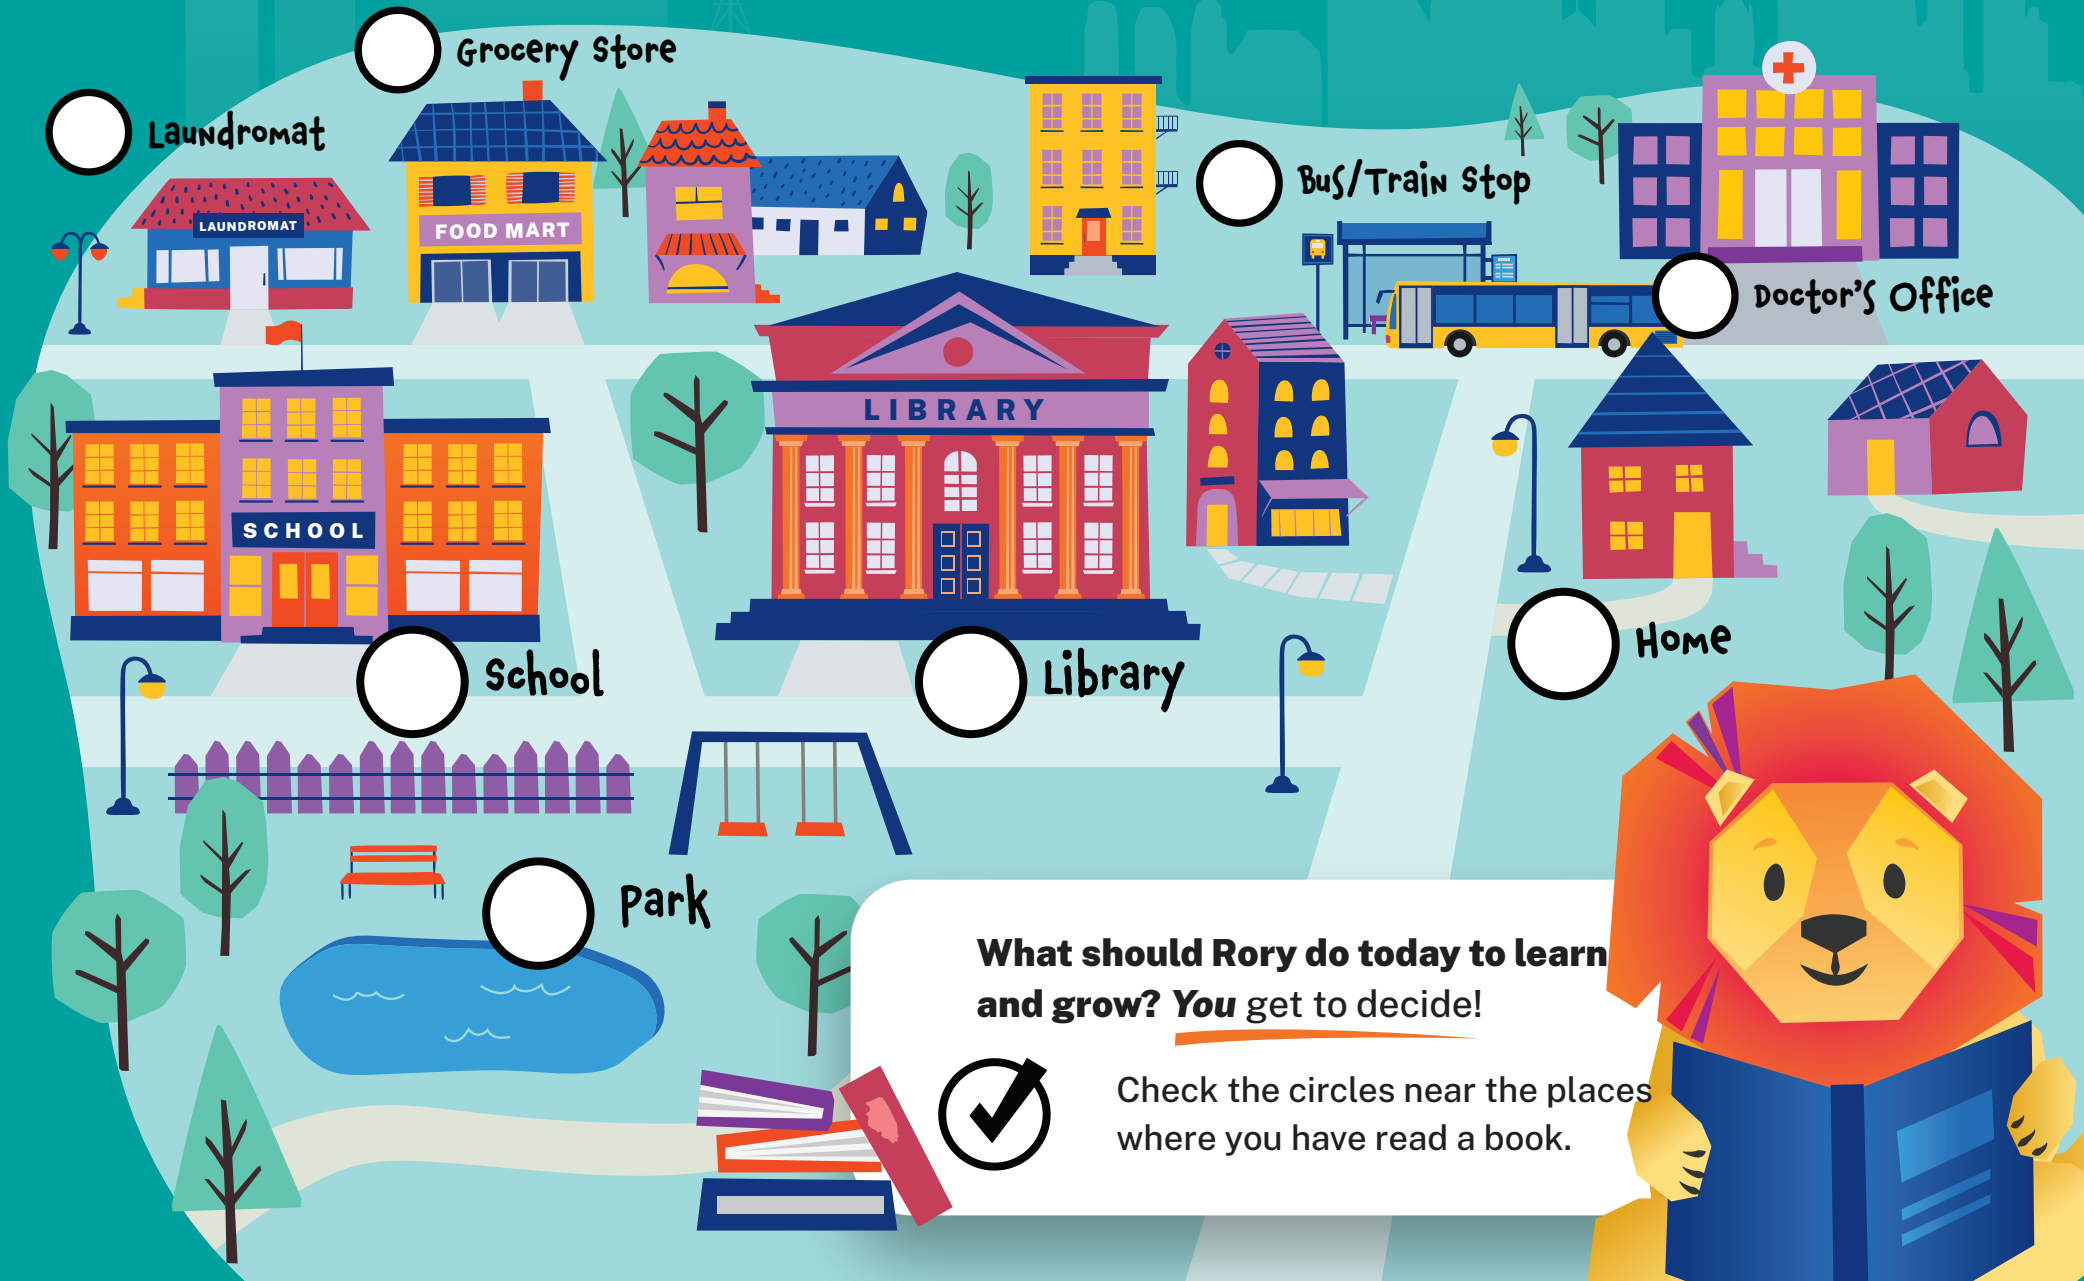 Grocery Store
Laundromat
LAUNDROMAT
FOOD MART
Bus/Train Stop
Doctor's Office
LIBRARY
SCHOOL
School
Library
Home
Park
What should Rory do today to learn
and grow? You get to decide!
Check the circles near the places
where you have read a book.